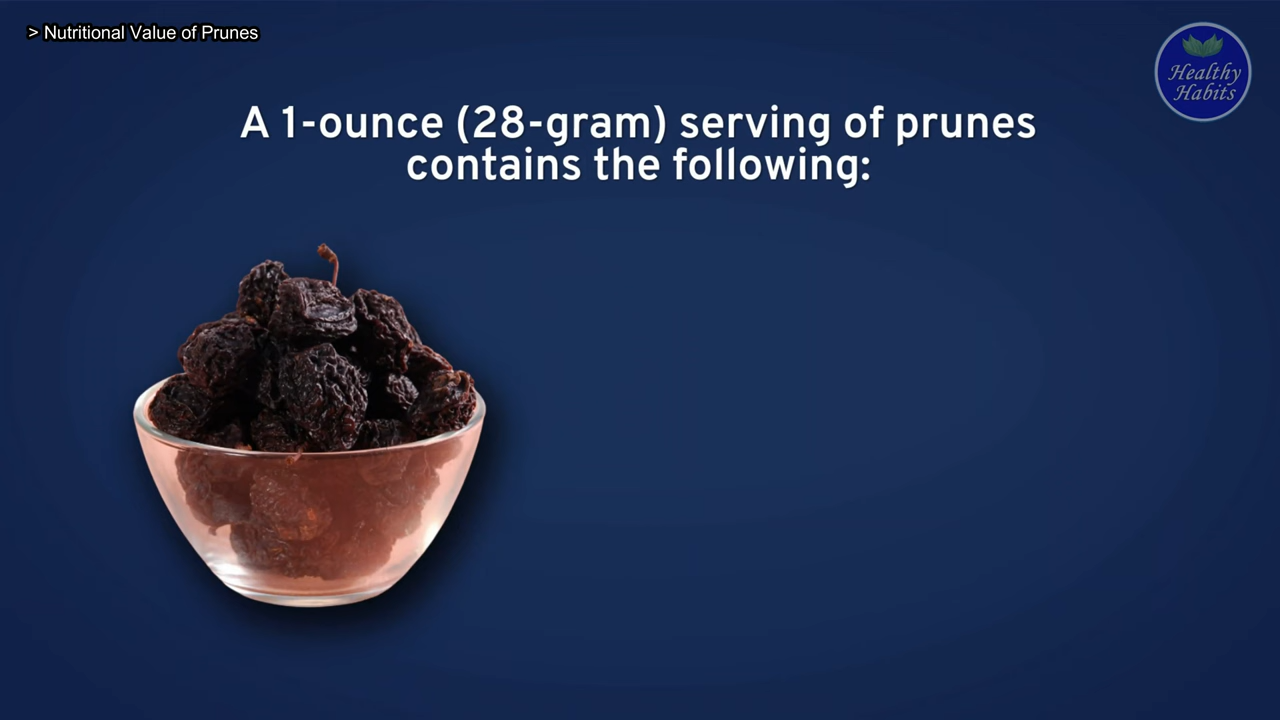 > Nutritional Value of Prunes
Healthy
Habits
A 1-ounce (28-gram) serving of prunes
contains the following: